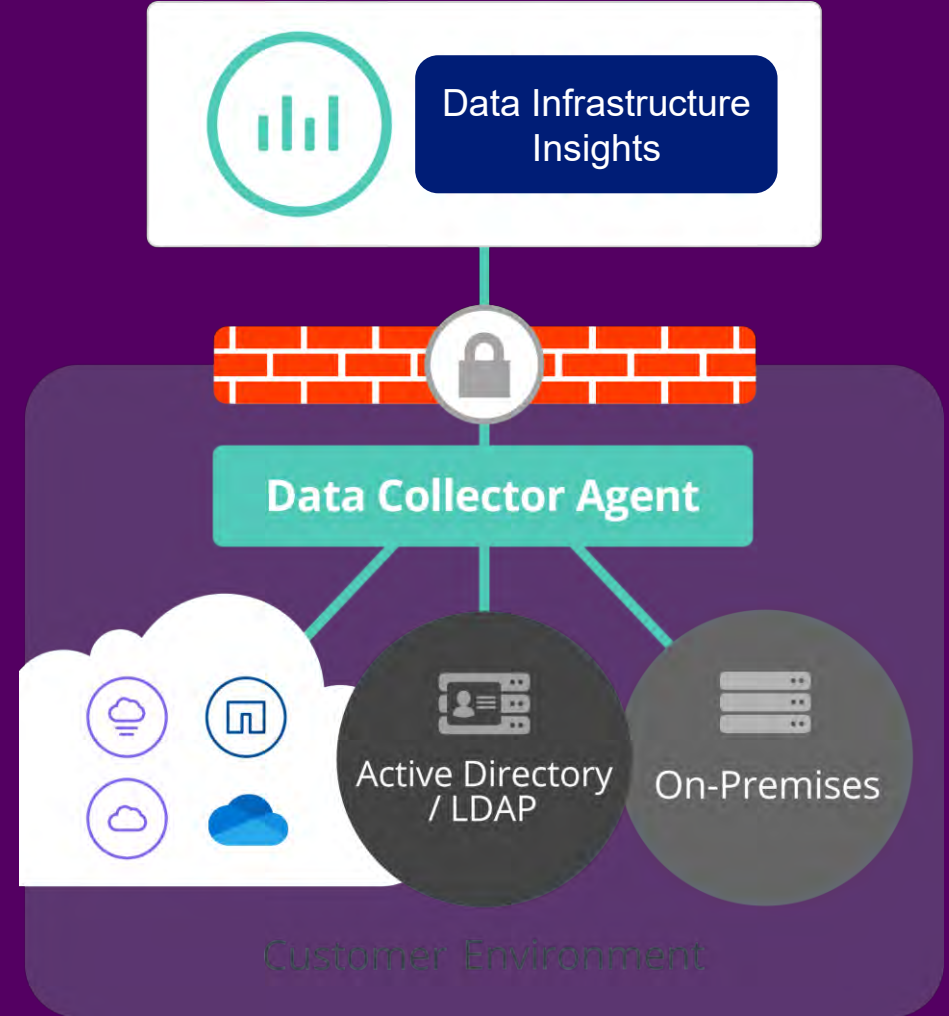 Data Infrastructure
Insights
Data Collector Agent
Active Directory
/ LDAP
On-Premises
Customer Environment